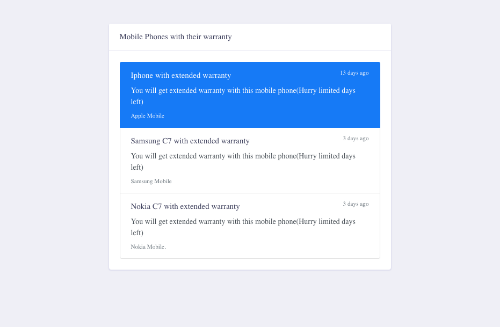 Mobile Phones with their warranty
Iphone with extended warranty
13 days ago
You will get extended warranty with this mobile phone(Hurry limited days
left)
Apple Mobile
Samsung C7 with extended warranty
3 days ago
You will get extended warranty with this mobile phone(Hurry limited days
left)
Samsung Mobile
Nokia C7 with extended warranty
3 days ago
You will get extended warranty with this mobile phone(Hurry limited days
left)
Nokia Mobile.